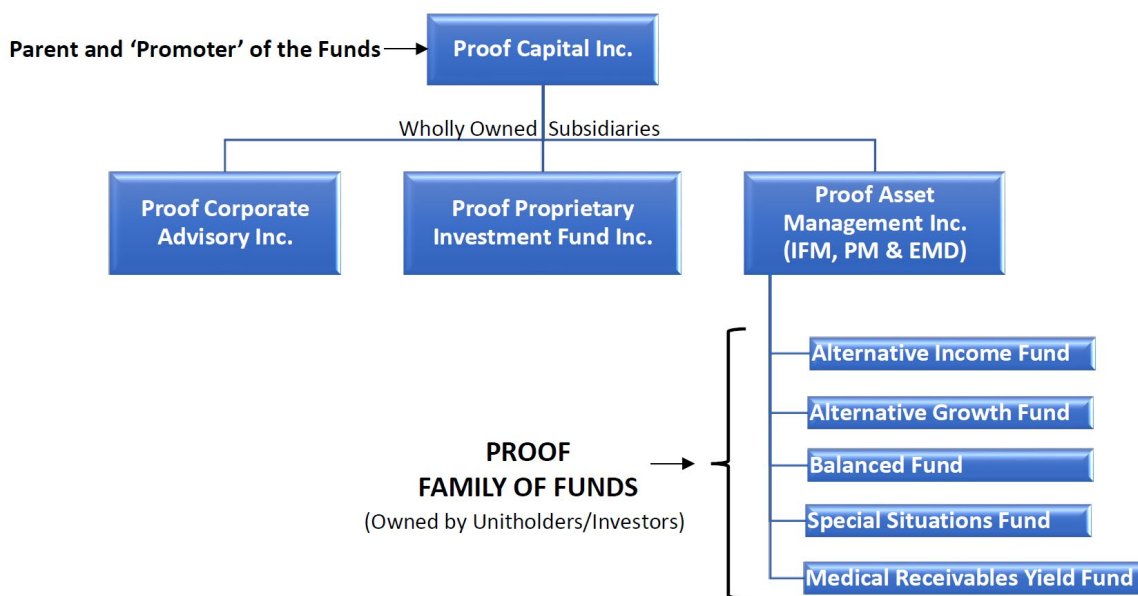 Parent and ‘Promoter’ of the Funds
Proof Capital Inc.
Wholly Owned Subsidiaries
Proof Corporate
Advisory Inc.
Proof Proprietary
Investment Fund Inc.
Proof Asset
Management Inc.
(IFM, PM & EMD)
PROOF
FAMILY OF FUNDS
(Owned by Unitholders/Investors)
Alternative Income Fund
Alternative Growth Fund
Balanced Fund
Special Situations Fund
Medical Receivables Yield Fund